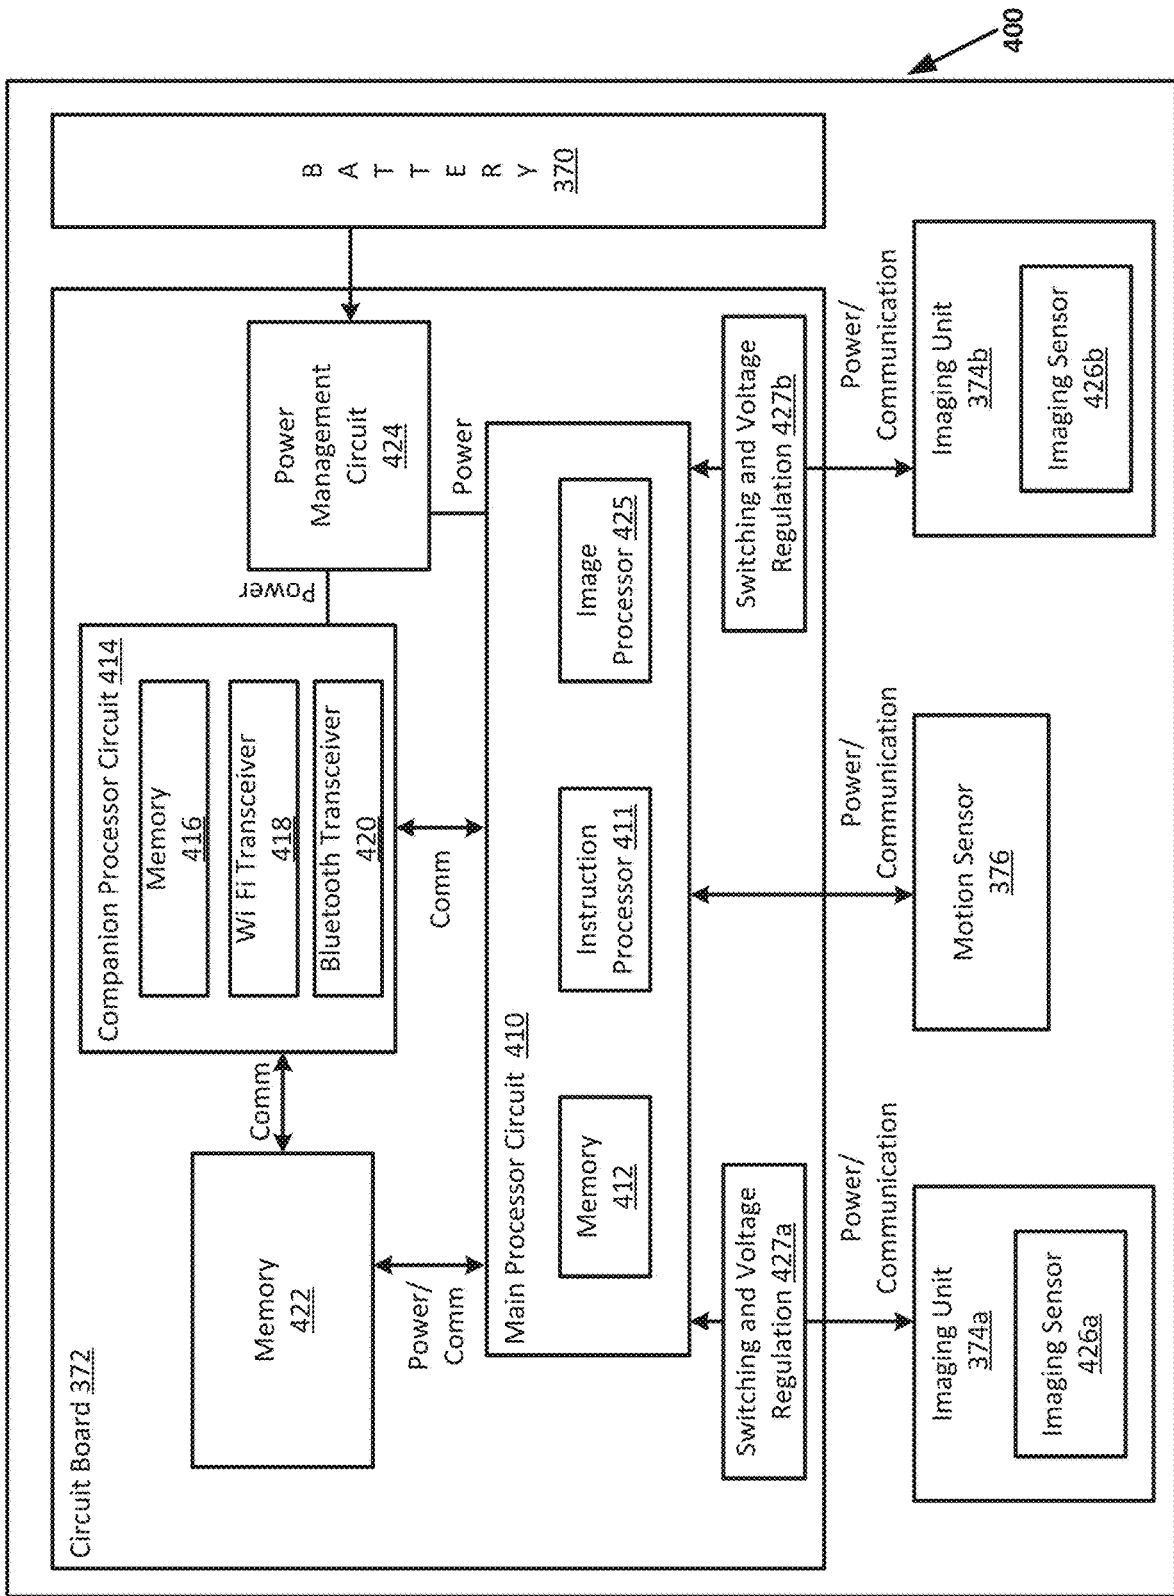 400
Circuit Board 372
Memory
422
Comm
Power/
Comm
Companion Processor Circuit 414
Memory
416
Wi Fi Transceiver
418
Bluetooth Transceiver
420
Comm
Power
Power
Management
Circuit
424
Power
B A T T E R Y
370
Main Processor Circuit 410
Memory
412
Instruction
Processor 411
Image
Processor 425
Switching and Voltage
Regulation 427a
Switching and Voltage
Regulation 427b
Power/
Communication
Power/
Communication
Power/
Communication
Imaging Unit
374a
Imaging Sensor
426a
Motion Sensor
376
Imaging Unit
374b
Imaging Sensor
426b